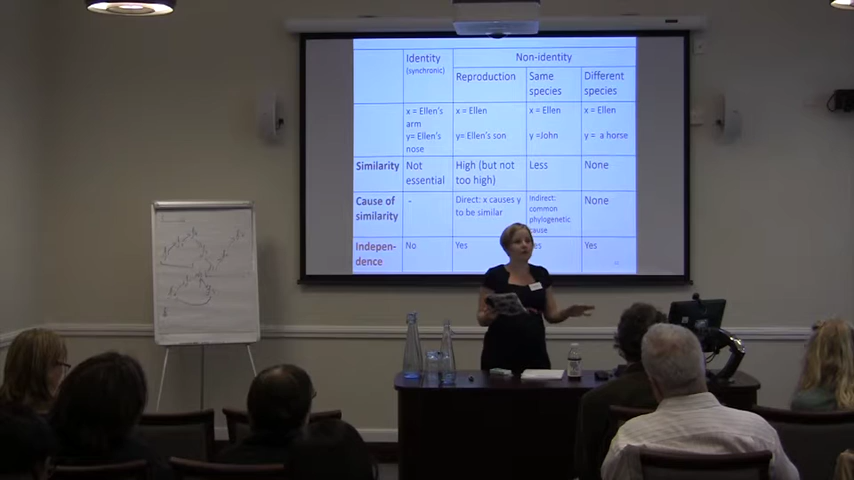 Identity
(synchronic)
Non-identity
Reproduction
Same
species
Different
species
x = Ellen's
arm
y= Ellen's
nose
x = Ellen
y= Ellen's son
x = Ellen
y =John
x = Ellen
y = a horse
Similarity
Not
essential
High (but not
too high)
Less
None
Cause of
similarity
-
Direct: x causes y
to be similar
Indirect:
common
phylogenetic
cause
None
Indepen-
dence
No
Yes
Yes